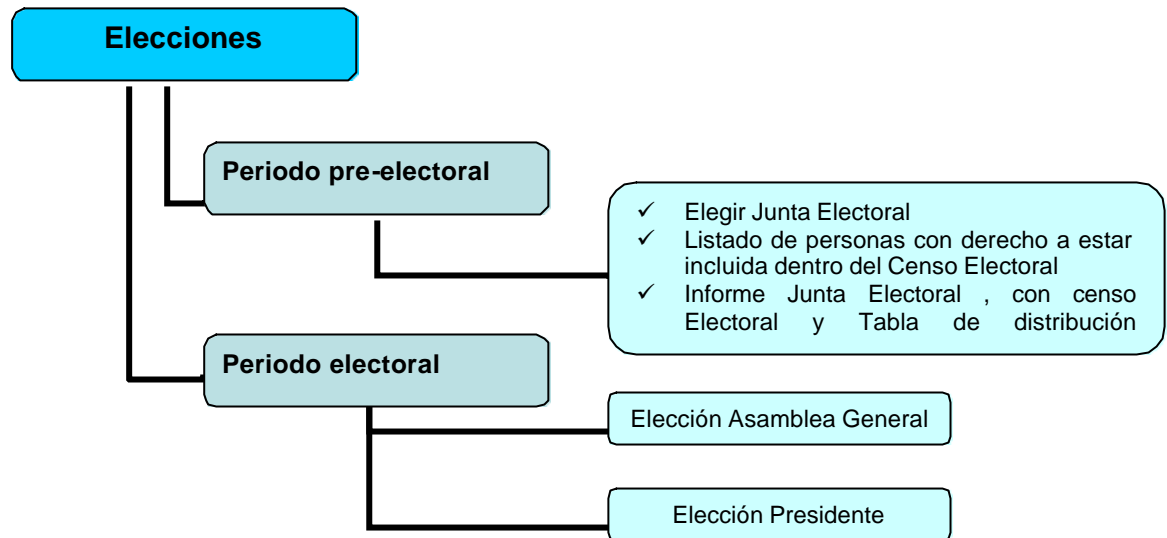 Elecciones
Periodo pre-electoral
✓ Elegir Junta Electoral
✓ Listado de personas con derecho a estar
incluida dentro del Censo Electoral
✓ Informe Junta Electoral , con censo
Electoral y Tabla de distribución
Periodo electoral
Elección Asamblea General
Elección Presidente